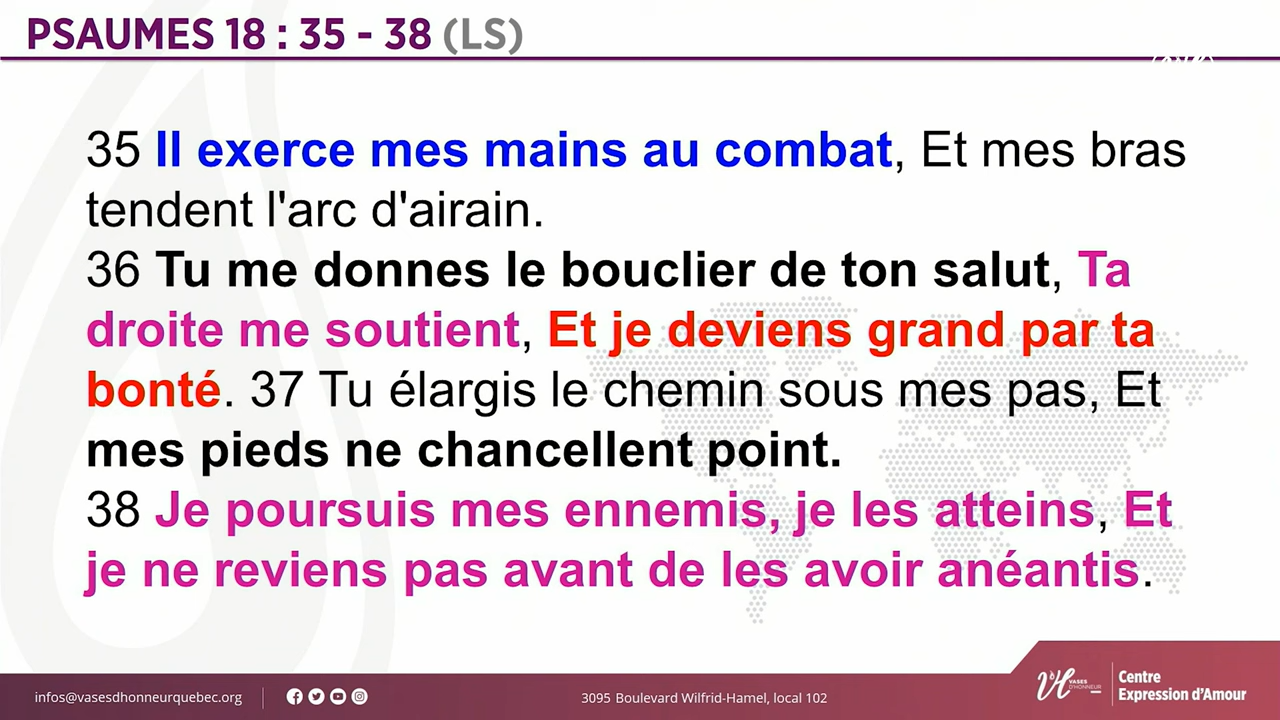 PSAUMES 18 : 35 - 38 (LS)
35 Il exerce mes mains au combat, Et mes bras
tendent l'arc d'airain.
36 Tu me donnes le bouclier de ton salut, Ta
droite me soutient, Et je deviens grand par ta
bonté. 37 Tu élargis le chemin sous mes pas, Et
mes pieds ne chancellent point.
38 Je poursuis mes ennemis, je les atteins, Et
je ne reviens pas avant de les avoir anéantis.
infos@vasesdhonneurquebec.org
3095 Boulevard Wilfrid-Hamel, local 102
VASES
D'HONNEUR
Centre
Expression d'Amour